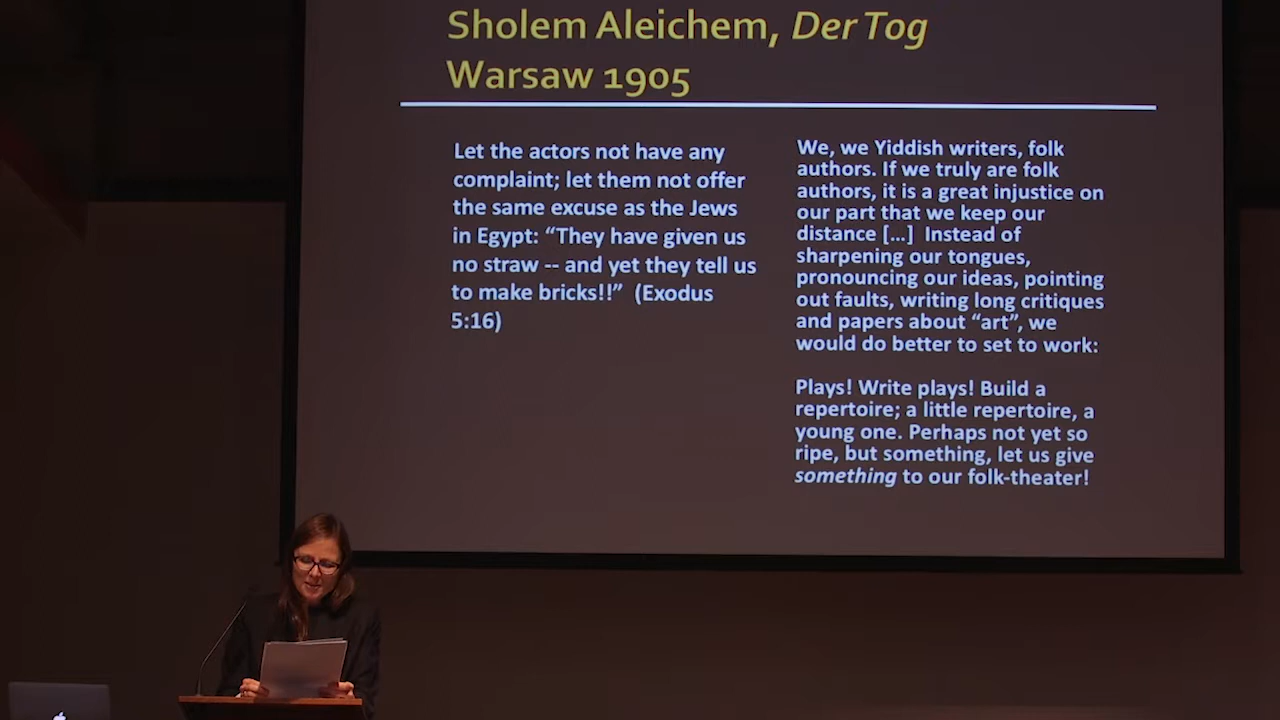 Sholem Aleichem, Der Tog
Warsaw 1905
Let the actors not have any
complaint; let them not offer
the same excuse as the Jews
in Egypt: “They have given us
no straw -- and yet they tell us
to make bricks!!” (Exodus
5:16)
We, we Yiddish writers, folk
authors. If we truly are folk
authors, it is a great injustice on
our part that we keep our
distance […] Instead of
sharpening our tongues,
pronouncing our ideas, pointing
out faults, writing long critiques
and papers about “art”, we
would do better to set to work:
Plays! Write plays! Build a
repertoire; a little repertoire, a
young one. Perhaps not yet so
ripe, but something, let us give
something to our folk-theater!